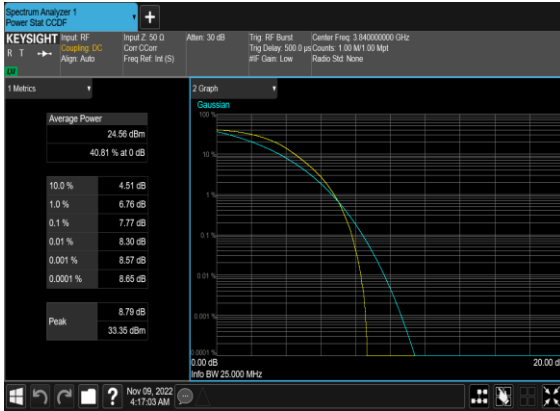 Spectrum Analyzer 1
Power Stat CCDF
KEYSIGHT
R T
Input: RF
Coupling: DC
Align: Auto
Input Z: 50 Ω
Corr CCorr
Freq Ref: Int (S)
Atten: 30 dB
Trig: RF Burst
Trig Delay: 500.0 µs
#IF Gain: Low
Center Freq: 3.840000000 GHz
Counts: 1.00 M/1.00 Mpt
Radio Std: None
1 Metrics
2 Graph
Average Power
24.56 dBm
40.81 % at 0 dB
10.0 % 4.51 dB
1.0 % 6.76 dB
0.1 % 7.77 dB
0.01 % 8.30 dB
0.001 % 8.57 dB
0.0001 % 8.65 dB
Peak
8.79 dB
33.35 dBm
Gaussian
100 %
10 %
1 %
0.1 %
0.01 %
0.001 %
0.0001 %
0.00 dB
20.00 d
Info BW 25.000 MHz
Nov 09, 2022
4:17:03 AM